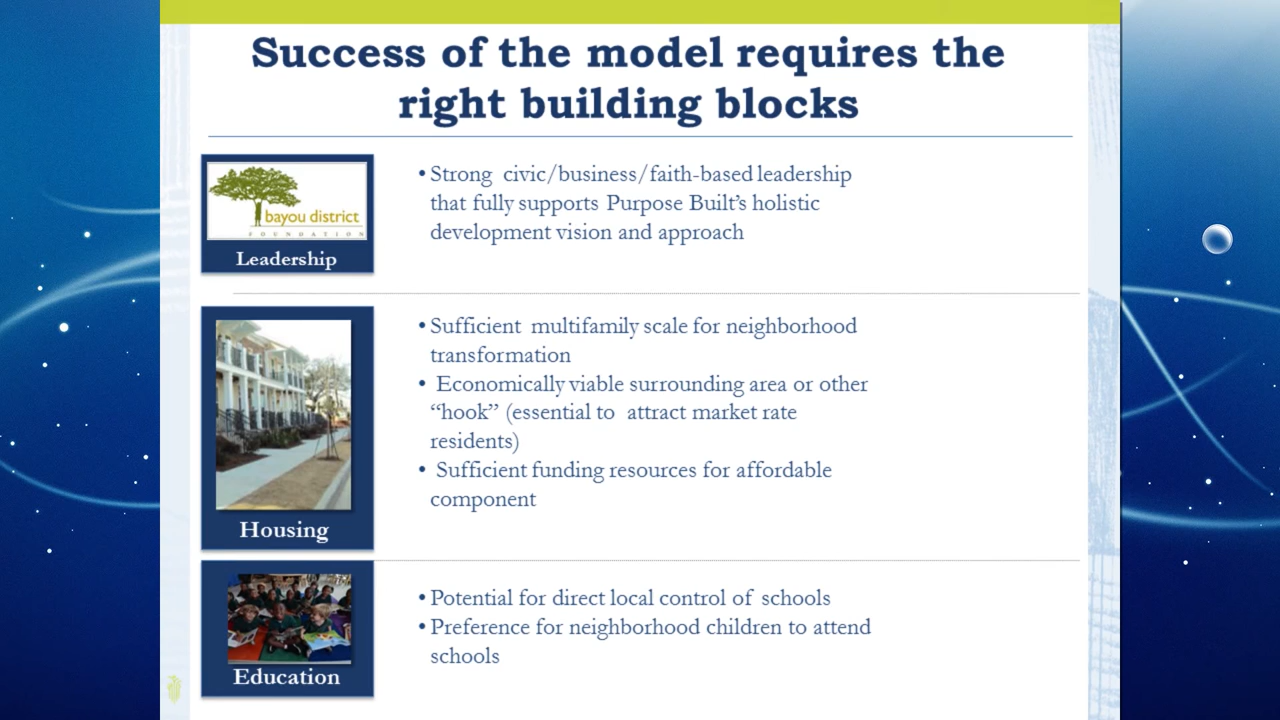 Success of the model requires the
right building blocks
bayou district
FOUNDATION
Leadership
• Strong civic/business/faith-based leadership
that fully supports Purpose Built’s holistic
development vision and approach
Housing
• Sufficient multifamily scale for neighborhood
transformation
• Economically viable surrounding area or other
“hook” (essential to attract market rate
residents)
• Sufficient funding resources for affordable
component
Education
• Potential for direct local control of schools
• Preference for neighborhood children to attend
schools